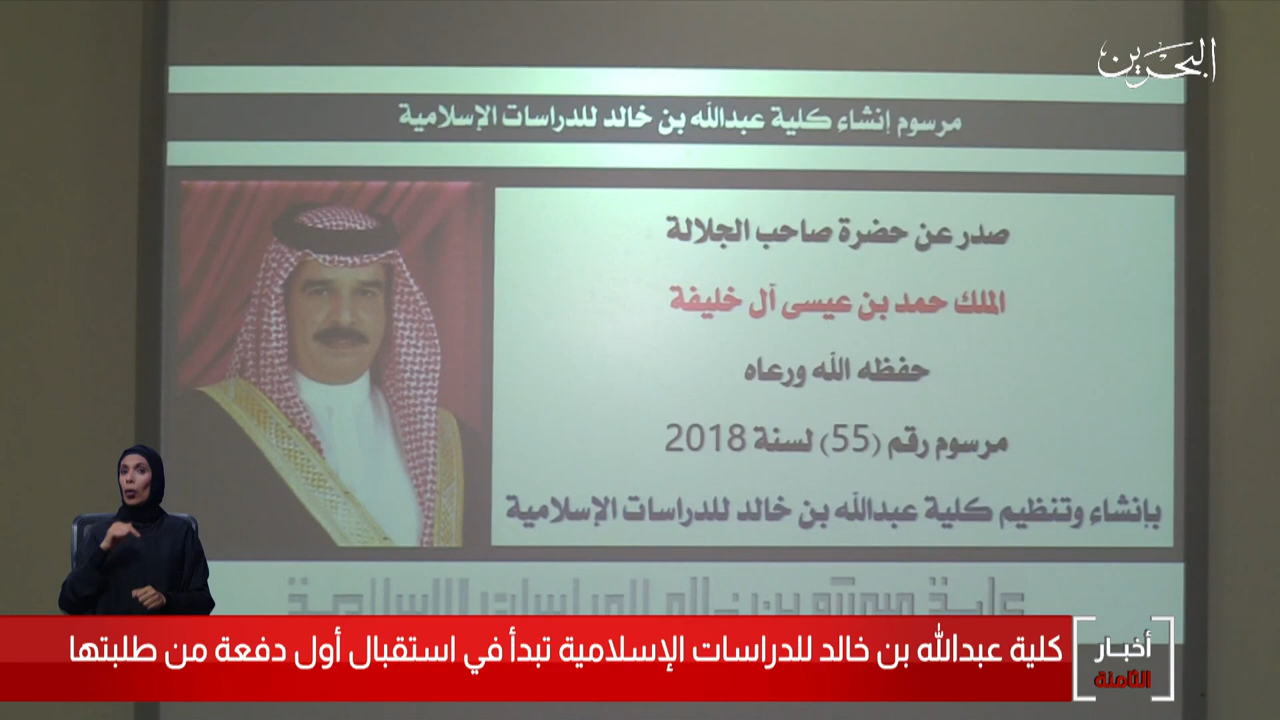 البحرين
مرسوم إنشاء كلية عبدالله بن خالد للدراسات الإسلامية
صدر عن حضرة صاحب الجلالة
الملك حمد بن عيسى آل خليفة
حفظه الله ورعاه
مرسوم رقم (55) لسنة 2018
بإنشاء وتنظيم كلية عبدالله بن خالد للدراسات الإسلامية
كلية عبدالله بن خالد للدراسات الإسلامية تبدأ في استقبال أول دفعة من طلبتها
أخبار
الثامنة